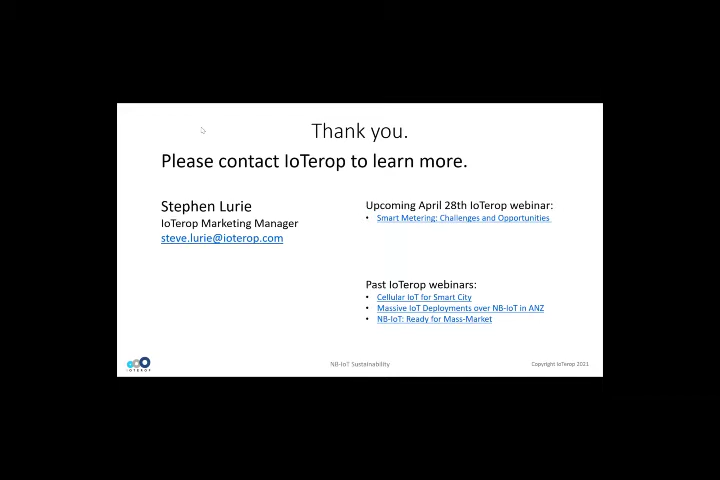 Thank you.
Please contact IoTerop to learn more.
Stephen Lurie
IoTerop Marketing Manager
steve.lurie@ioterop.com
Upcoming April 28th IoTerop webinar:
• Smart Metering: Challenges and Opportunities
Past IoTerop webinars:
• Cellular IoT for Smart City
• Massive IoT Deployments over NB-IoT in ANZ
• NB-IoT: Ready for Mass-Market
IOTEROP
NB-IoT Sustainability
Copyright IoTerop 2021